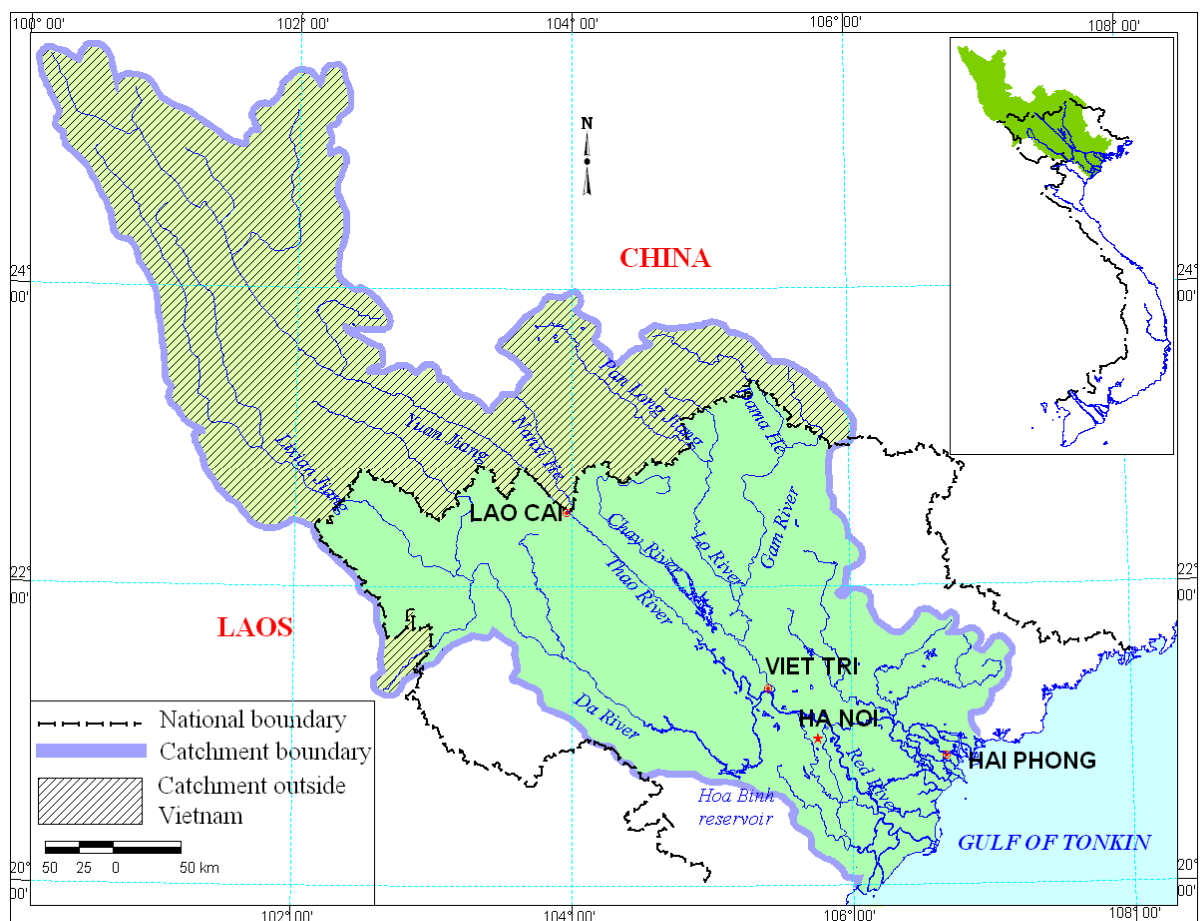 100° 00'
102° 00'
104° 00'
106° 00'
108° 00'
N
CHINA
24°
00'
24°
00'
Pan Long Jiang
Bama He
Nanxi He
Yuan Jiang
Lixian Jiang
LAO CAI
Chay River
Lo River
Gam River
Thao River
22°
00'
22°
00'
LAOS
VIET TRI
HA NOI
Da River
Red River
HAI PHONG
Hoa Binh
reservoir
GULF OF TONKIN
National boundary
Catchment boundary
Catchment outside
Vietnam
50 25 0 50 km
20°
00'
20°
00'
102° 00'
104° 00'
106° 00'
108° 00'